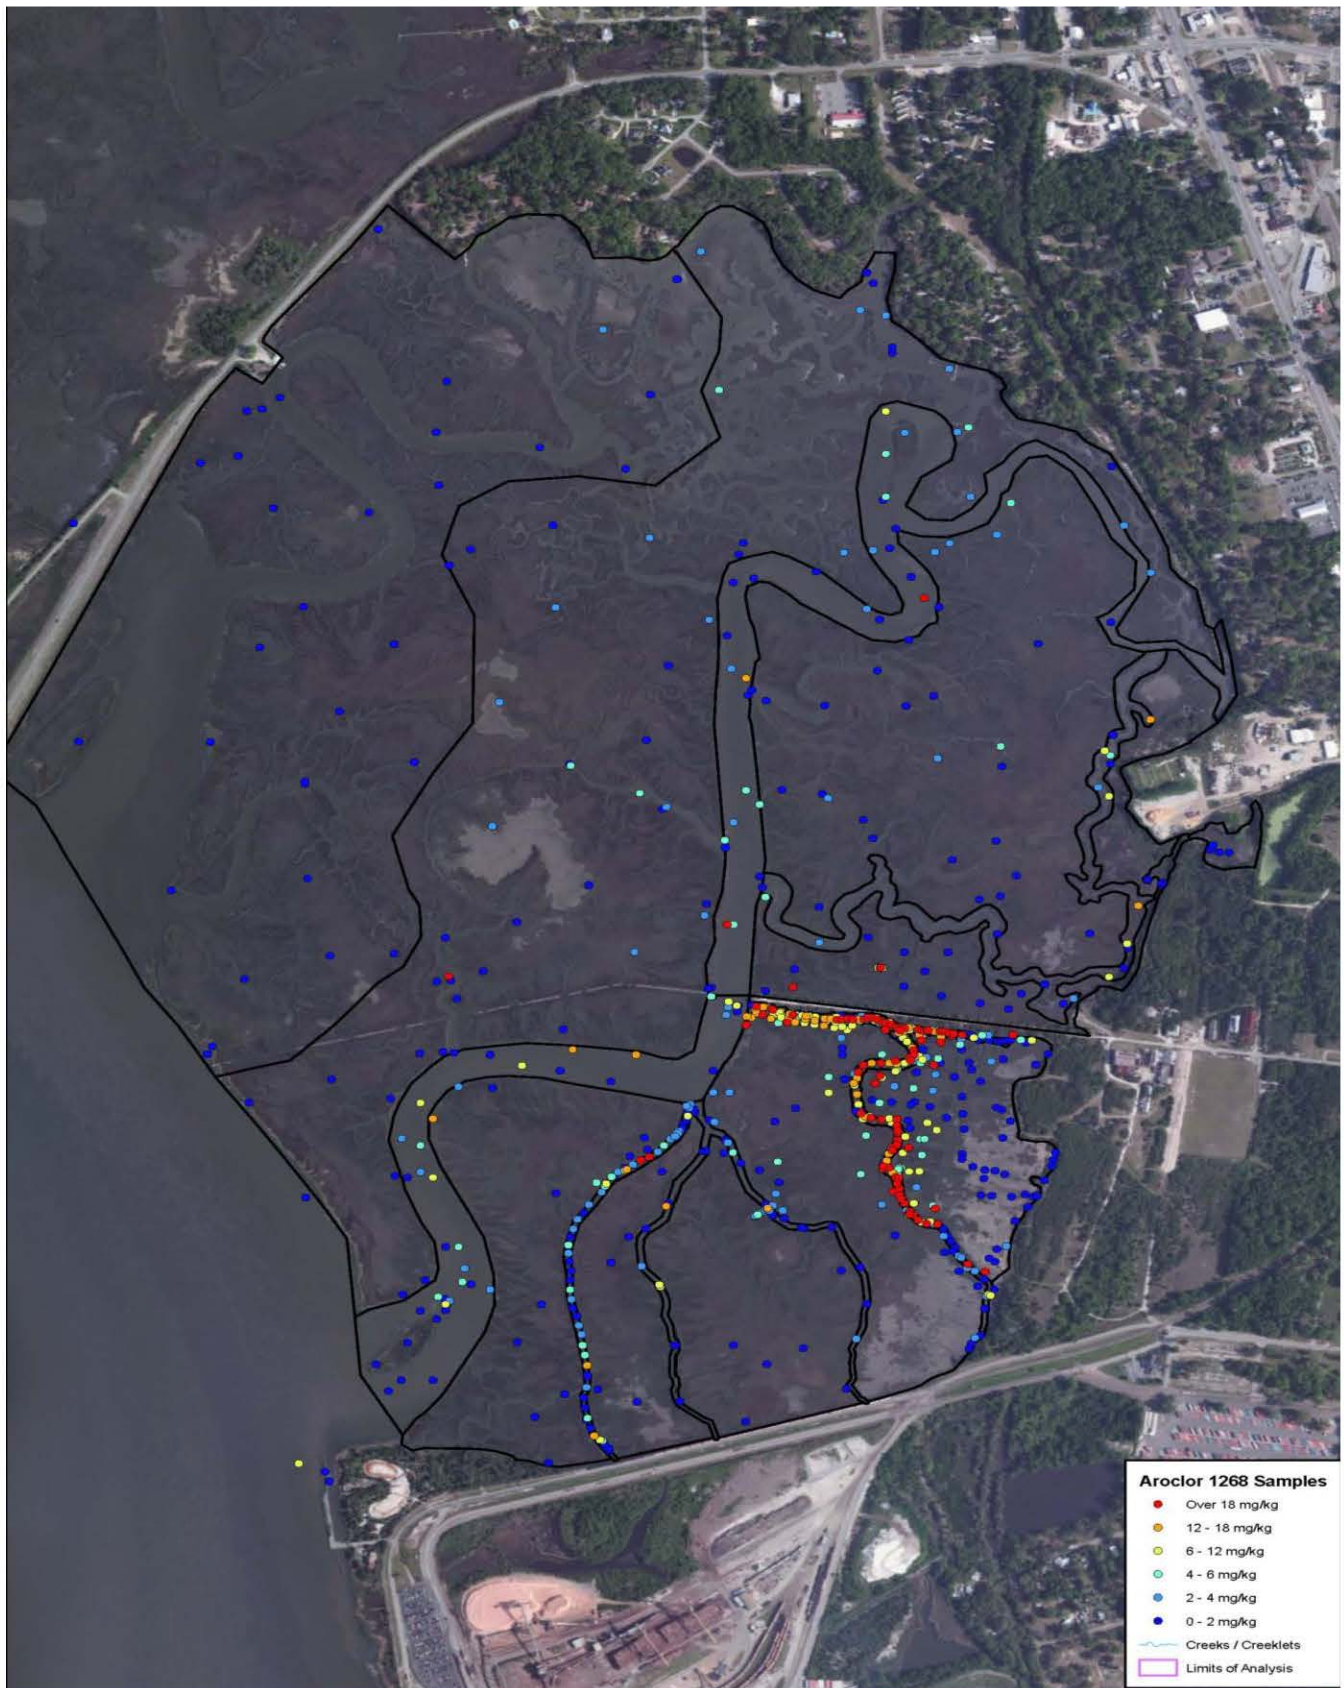 Aroclor 1268 Samples
Over 18 mg/kg
12 - 18 mg/kg
6 - 12 mg/kg
4 - 6 mg/kg
2 - 4 mg/kg
0 - 2 mg/kg
Creeks / Creeklets
Limits of Analysis